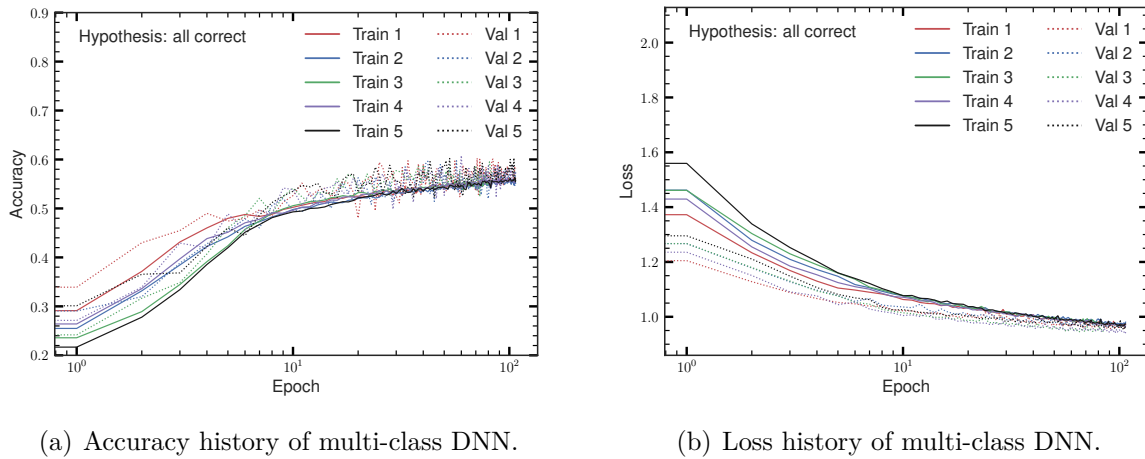 Hypothesis: all correct
Train 1
Train 2
Train 3
Train 4
Train 5
Val 1
Val 2
Val 3
Val 4
Val 5
0.9
0.8
0.7
0.6
0.5
0.4
0.3
0.2
Accuracy
10^0
10^1
10^2
Epoch
(a) Accuracy history of multi-class DNN.
Hypothesis: all correct
Train 1
Train 2
Train 3
Train 4
Train 5
Val 1
Val 2
Val 3
Val 4
Val 5
2.0
1.8
1.6
1.4
1.2
1.0
Loss
10^0
10^1
10^2
Epoch
(b) Loss history of multi-class DNN.